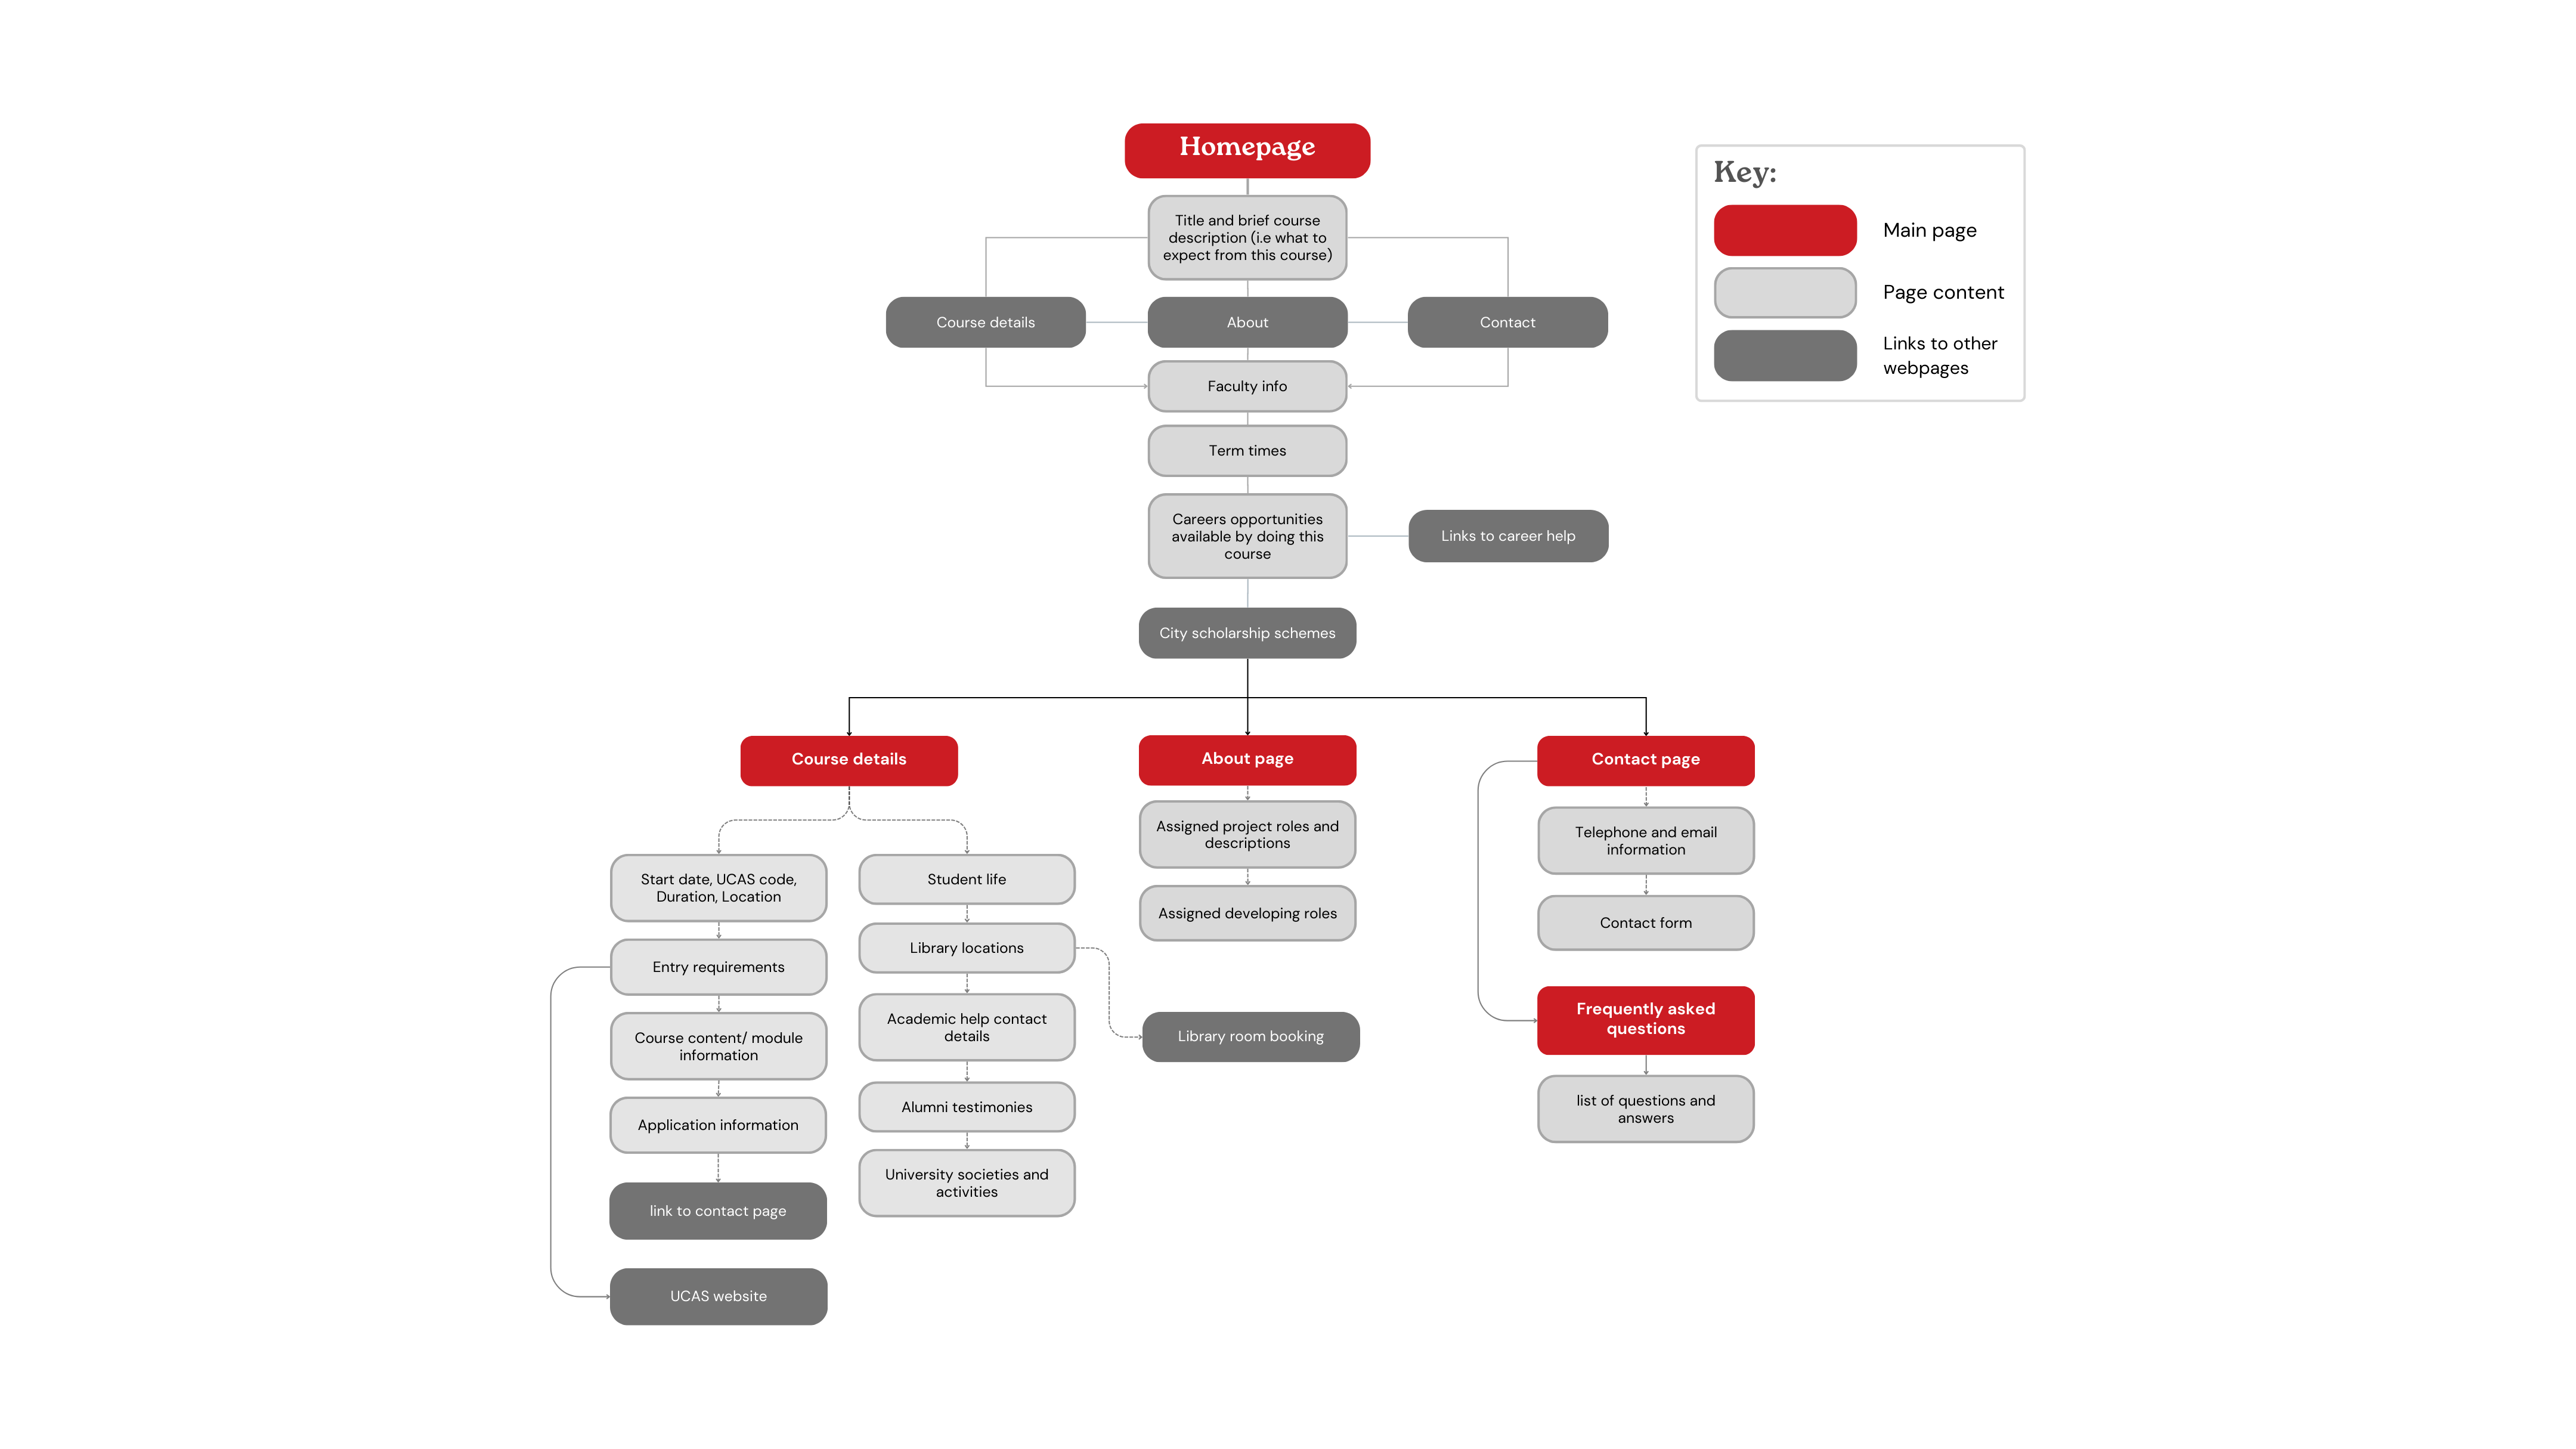 Homepage
Key:
Main page
Page content
Links to other
webpages
Title and brief course
description (i.e what to
expect from this course)
Course details
About
Contact
Faculty info
Term times
Careers opportunities
available by doing this
course
Links to career help
City scholarship schemes
Course details
About page
Contact page
Start date, UCAS code,
Duration, Location
Entry requirements
Course content/ module
information
Application information
link to contact page
UCAS website
Student life
Library locations
Academic help contact
details
Alumni testimonies
University societies and
activities
Library room booking
Assigned project roles and
descriptions
Assigned developing roles
Telephone and email
information
Contact form
Frequently asked
questions
list of questions and
answers